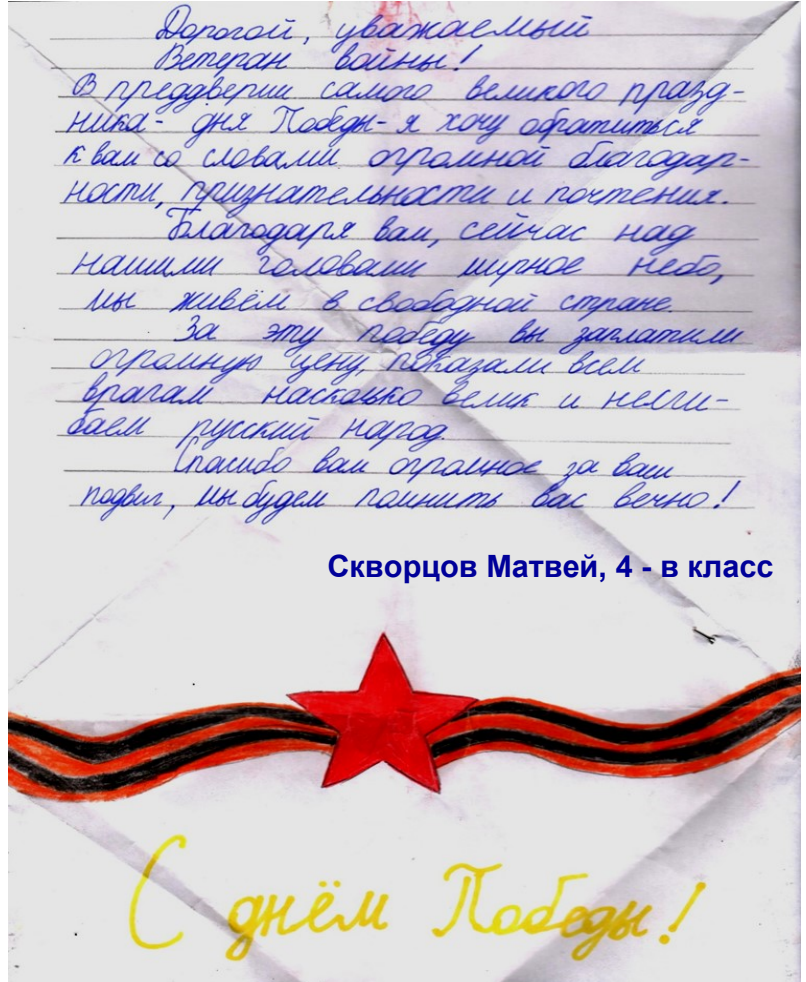 Дорогой, уважаемый
Ветеран войны!
В преддверии самого великого празд-
ника- дня Победы- я хочу обратиться
к вам со словами огромной благодар-
ности, признательности и почтения.
Благодаря вам, сейчас над
нашими головами мирное небо,
мы живём в свободной стране.
За эту победу вы заплатили
огромную цену, показали всем
врагам насколько велик и несги-
баем русский народ.
Спасибо вам огромное за ваш
подвиг, мы будем помнить вас вечно!
Скворцов Матвей, 4 - в класс
С днём Победы!